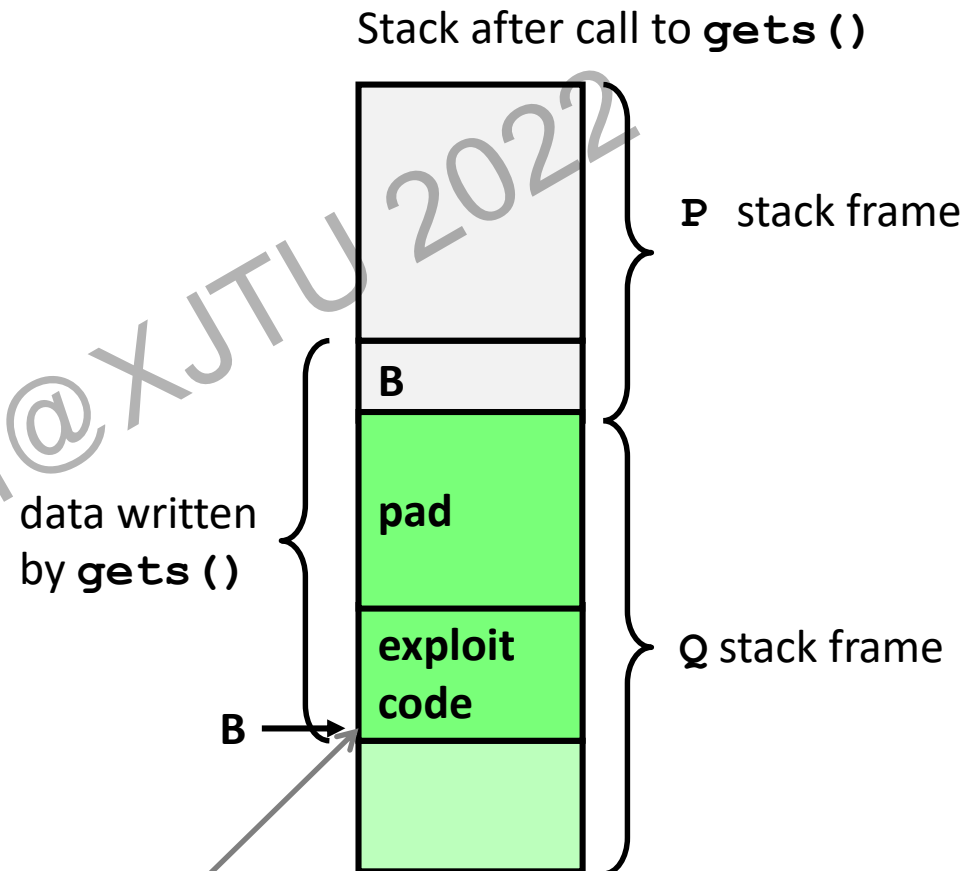 Stack after call to gets()
P stack frame
B
data written
by gets()
pad
exploit
code
Q stack frame
B
@XJTU 2022